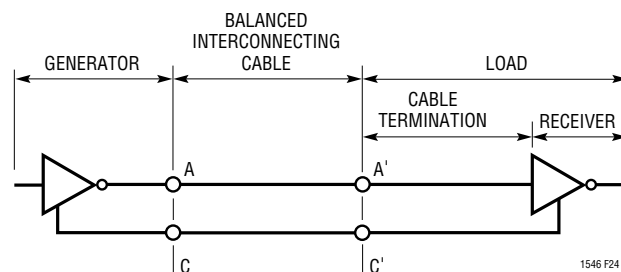 BALANCED
INTERCONNECTING
CABLE
GENERATOR
LOAD
CABLE
TERMINATION
RECEIVER
A
A'
C
C'
1546 F24